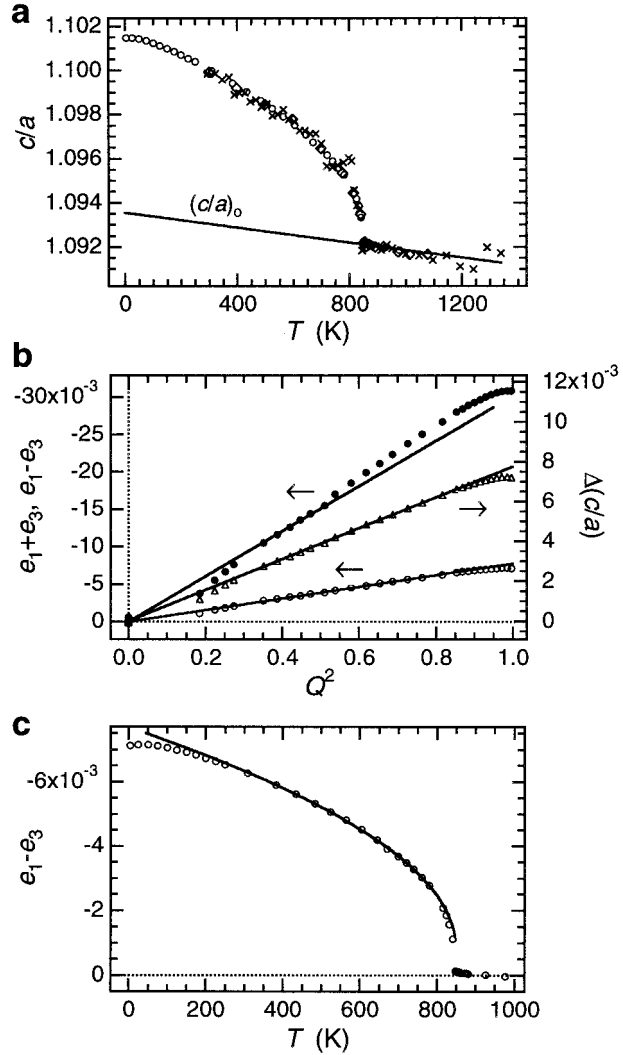 a
1.102
1.100
1.098
1.096
1.094
1.092
c/a
(c/a)₀
0 400 800 1200
T (K)
b
-30x10⁻³
-25
-20
-15
-10
-5
0
e₁+e₃, e₁-e₃
12x10⁻³
10
8
6
4
2
0
Δ(c/a)
0.0 0.2 0.4 0.6 0.8 1.0
Q²
c
-6x10⁻³
-4
-2
0
e₁-e₃
0 200 400 600 800 1000
T (K)